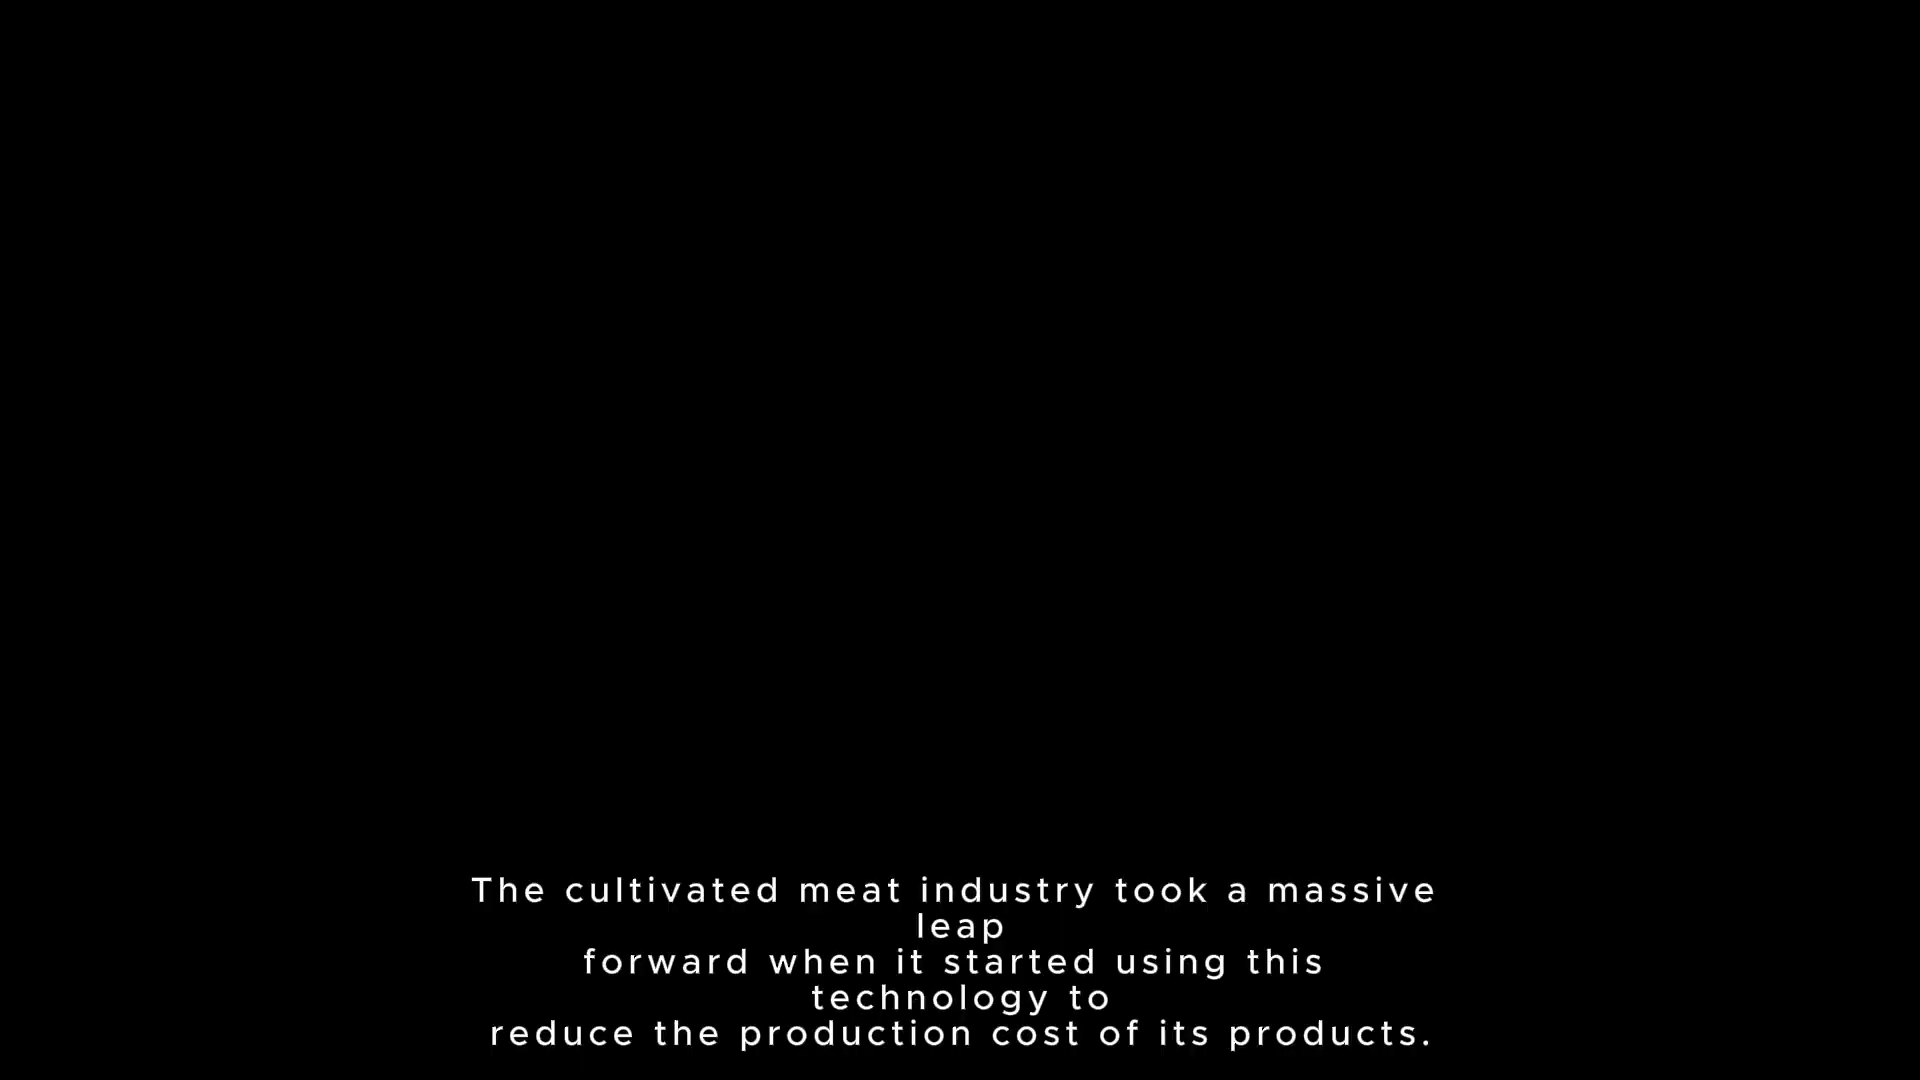 The cultivated meat industry took a massive
leap
forward when it started using this
technology to
reduce the production cost of its products.